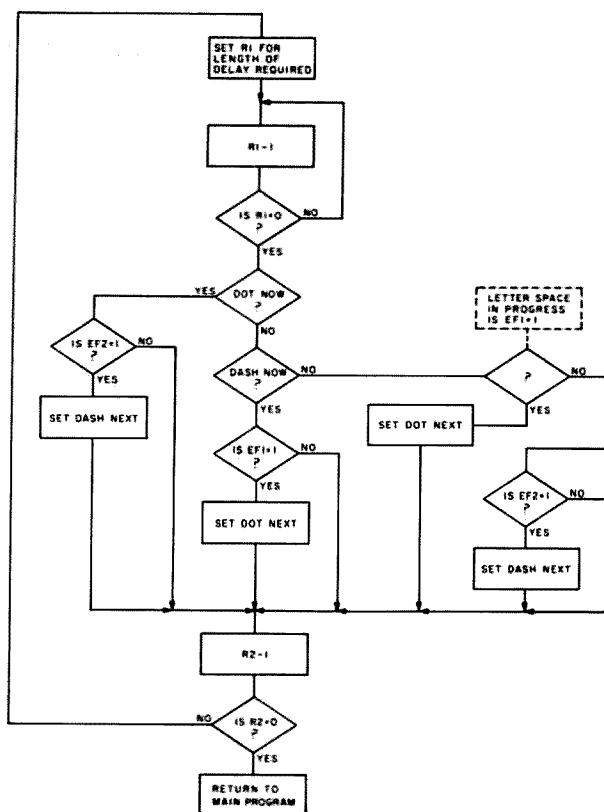 SET R1 FOR
LENGTH OF
DELAY REQUIRED
R1-1
IS R1=0
?
NO
YES
DOT NOW
?
YES
NO
LETTER SPACE
IN PROGRESS
IS EF1=1
IS EF2=1
?
NO
YES
DASH NOW
?
NO
YES
?
NO
YES
SET DASH NEXT
SET DOT NEXT
IS EF1=1
?
NO
YES
IS EF2=1
?
NO
YES
SET DOT NEXT
SET DASH NEXT
R2-1
IS R2=0
?
NO
YES
RETURN TO
MAIN PROGRAM